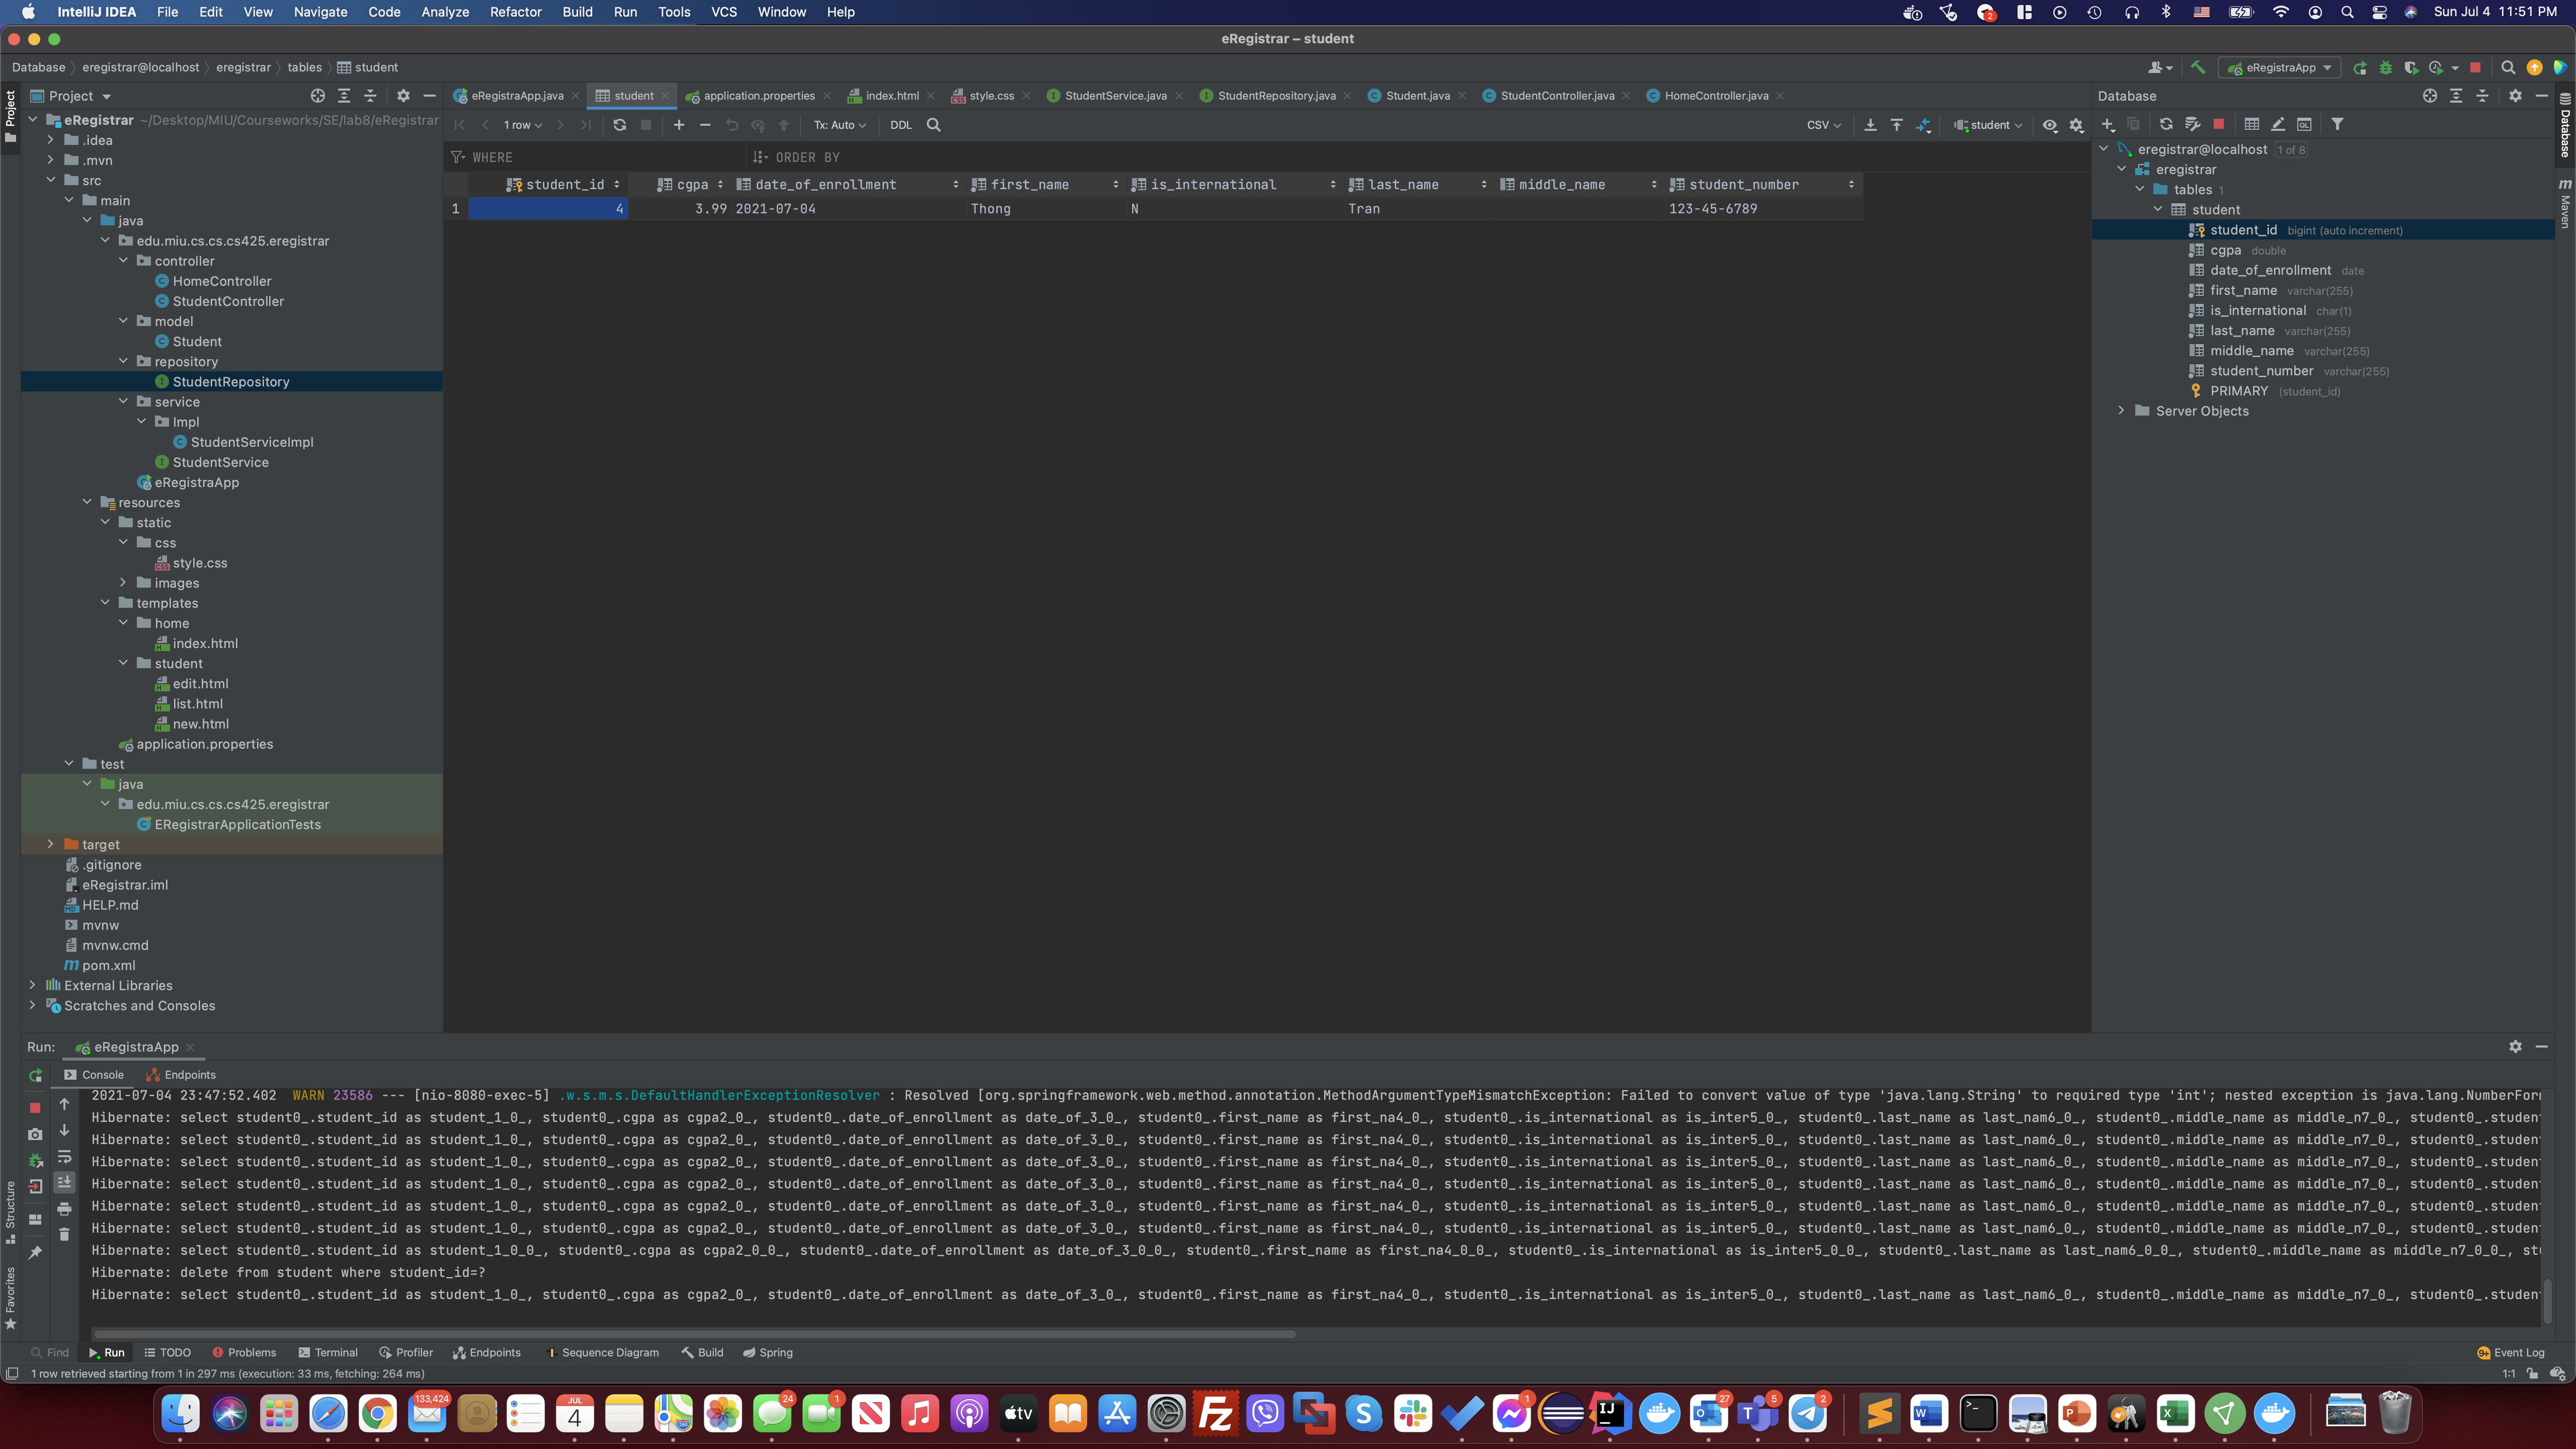 IntelliJ IDEA File Edit View Navigate Code Analyze Refactor Build Run Tools VCS Window Help
2
Sun Jul 4 11:51 PM
eRegistrar – student
Database eregistrar@localhost eregistrar tables student
eRegistraApp
Project
Project
eRegistrar ~/Desktop/MIU/Courseworks/SE/lab8/eRegistrar
.idea
.mvn
src
main
java
edu.miu.cs.cs.cs425.eregistrar
controller
HomeController
StudentController
model
Student
repository
StudentRepository
service
Impl
StudentServiceImpl
StudentService
eRegistraApp
resources
static
css
style.css
images
templates
home
index.html
student
edit.html
list.html
new.html
application.properties
test
java
edu.miu.cs.cs.cs425.eregistrar
ERegistrarApplicationTests
target
.gitignore
eRegistrar.iml
HELP.md
mvnw
mvnw.cmd
pom.xml
External Libraries
Scratches and Consoles
Structure
Favorites
eRegistraApp.java student application.properties index.html style.css StudentService.java StudentRepository.java Student.java StudentController.java HomeController.java
1 row Tx: Auto DDL CSV student
WHERE ORDER BY
student_id cgpa date_of_enrollment first_name is_international last_name middle_name student_number
1 4 3.99 2021-07-04 Thong N Tran 123-45-6789
Database
eregistrar@localhost 1 of 8
eregistrar
tables 1
student
student_id bigint (auto increment)
cgpa double
date_of_enrollment date
first_name varchar(255)
is_international char(1)
last_name varchar(255)
middle_name varchar(255)
student_number varchar(255)
PRIMARY (student_id)
Server Objects
Database
Maven
Run: eRegistraApp
Console Endpoints
2021-07-04 23:47:52.402 WARN 23586 --- [nio-8080-exec-5] .w.s.m.s.DefaultHandlerExceptionResolver : Resolved [org.springframework.web.method.annotation.MethodArgumentTypeMismatchException: Failed to convert value of type 'java.lang.String' to required type 'int'; nested exception is java.lang.NumberFor
Hibernate: select student0_.student_id as student_1_0_, student0_.cgpa as cgpa2_0_, student0_.date_of_enrollment as date_of_3_0_, student0_.first_name as first_na4_0_, student0_.is_international as is_inter5_0_, student0_.last_name as last_nam6_0_, student0_.middle_name as middle_n7_0_, student0_.studen
Hibernate: select student0_.student_id as student_1_0_, student0_.cgpa as cgpa2_0_, student0_.date_of_enrollment as date_of_3_0_, student0_.first_name as first_na4_0_, student0_.is_international as is_inter5_0_, student0_.last_name as last_nam6_0_, student0_.middle_name as middle_n7_0_, student0_.studen
Hibernate: select student0_.student_id as student_1_0_, student0_.cgpa as cgpa2_0_, student0_.date_of_enrollment as date_of_3_0_, student0_.first_name as first_na4_0_, student0_.is_international as is_inter5_0_, student0_.last_name as last_nam6_0_, student0_.middle_name as middle_n7_0_, student0_.studen
Hibernate: select student0_.student_id as student_1_0_, student0_.cgpa as cgpa2_0_, student0_.date_of_enrollment as date_of_3_0_, student0_.first_name as first_na4_0_, student0_.is_international as is_inter5_0_, student0_.last_name as last_nam6_0_, student0_.middle_name as middle_n7_0_, student0_.studen
Hibernate: select student0_.student_id as student_1_0_, student0_.cgpa as cgpa2_0_, student0_.date_of_enrollment as date_of_3_0_, student0_.first_name as first_na4_0_, student0_.is_international as is_inter5_0_, student0_.last_name as last_nam6_0_, student0_.middle_name as middle_n7_0_, student0_.studen
Hibernate: select student0_.student_id as student_1_0_, student0_.cgpa as cgpa2_0_, student0_.date_of_enrollment as date_of_3_0_, student0_.first_name as first_na4_0_, student0_.is_international as is_inter5_0_, student0_.last_name as last_nam6_0_, student0_.middle_name as middle_n7_0_, student0_.studen
Hibernate: select student0_.student_id as student_1_0_0_, student0_.cgpa as cgpa2_0_0_, student0_.date_of_enrollment as date_of_3_0_0_, student0_.first_name as first_na4_0_0_, student0_.is_international as is_inter5_0_0_, student0_.last_name as last_nam6_0_0_, student0_.middle_name as middle_n7_0_0_, stu
Hibernate: delete from student where student_id=?
Hibernate: select student0_.student_id as student_1_0_, student0_.cgpa as cgpa2_0_, student0_.date_of_enrollment as date_of_3_0_, student0_.first_name as first_na4_0_, student0_.is_international as is_inter5_0_, student0_.last_name as last_nam6_0_, student0_.middle_name as middle_n7_0_, student0_.studen
Find Run TODO Problems Terminal Profiler Endpoints Sequence Diagram Build Spring 9+ Event Log
1 row retrieved starting from 1 in 297 ms (execution: 33 ms, fetching: 264 ms) 1:1
133,424 JUL 4 24 1 tv 1 27 5 2